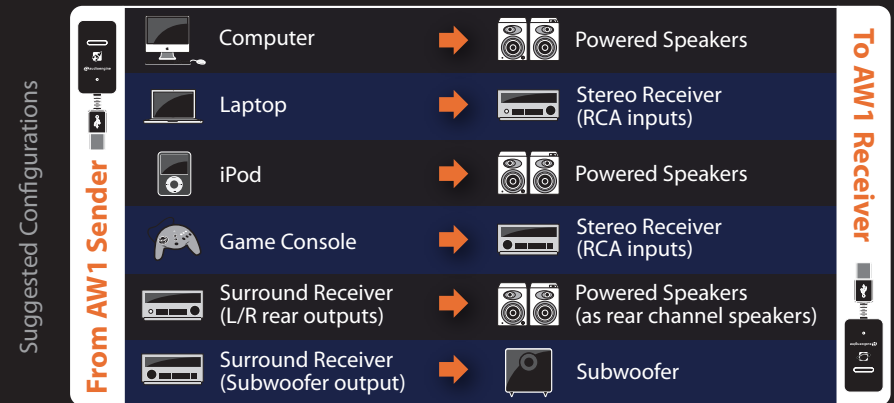 Suggested Configurations
From AW1 Sender
To AW1 Receiver
audioengine
Computer
Powered Speakers
Laptop
Stereo Receiver
(RCA inputs)
iPod
Powered Speakers
Game Console
Stereo Receiver
(RCA inputs)
Surround Receiver
(L/R rear outputs)
Powered Speakers
(as rear channel speakers)
Surround Receiver
(Subwoofer output)
Subwoofer
audioengine